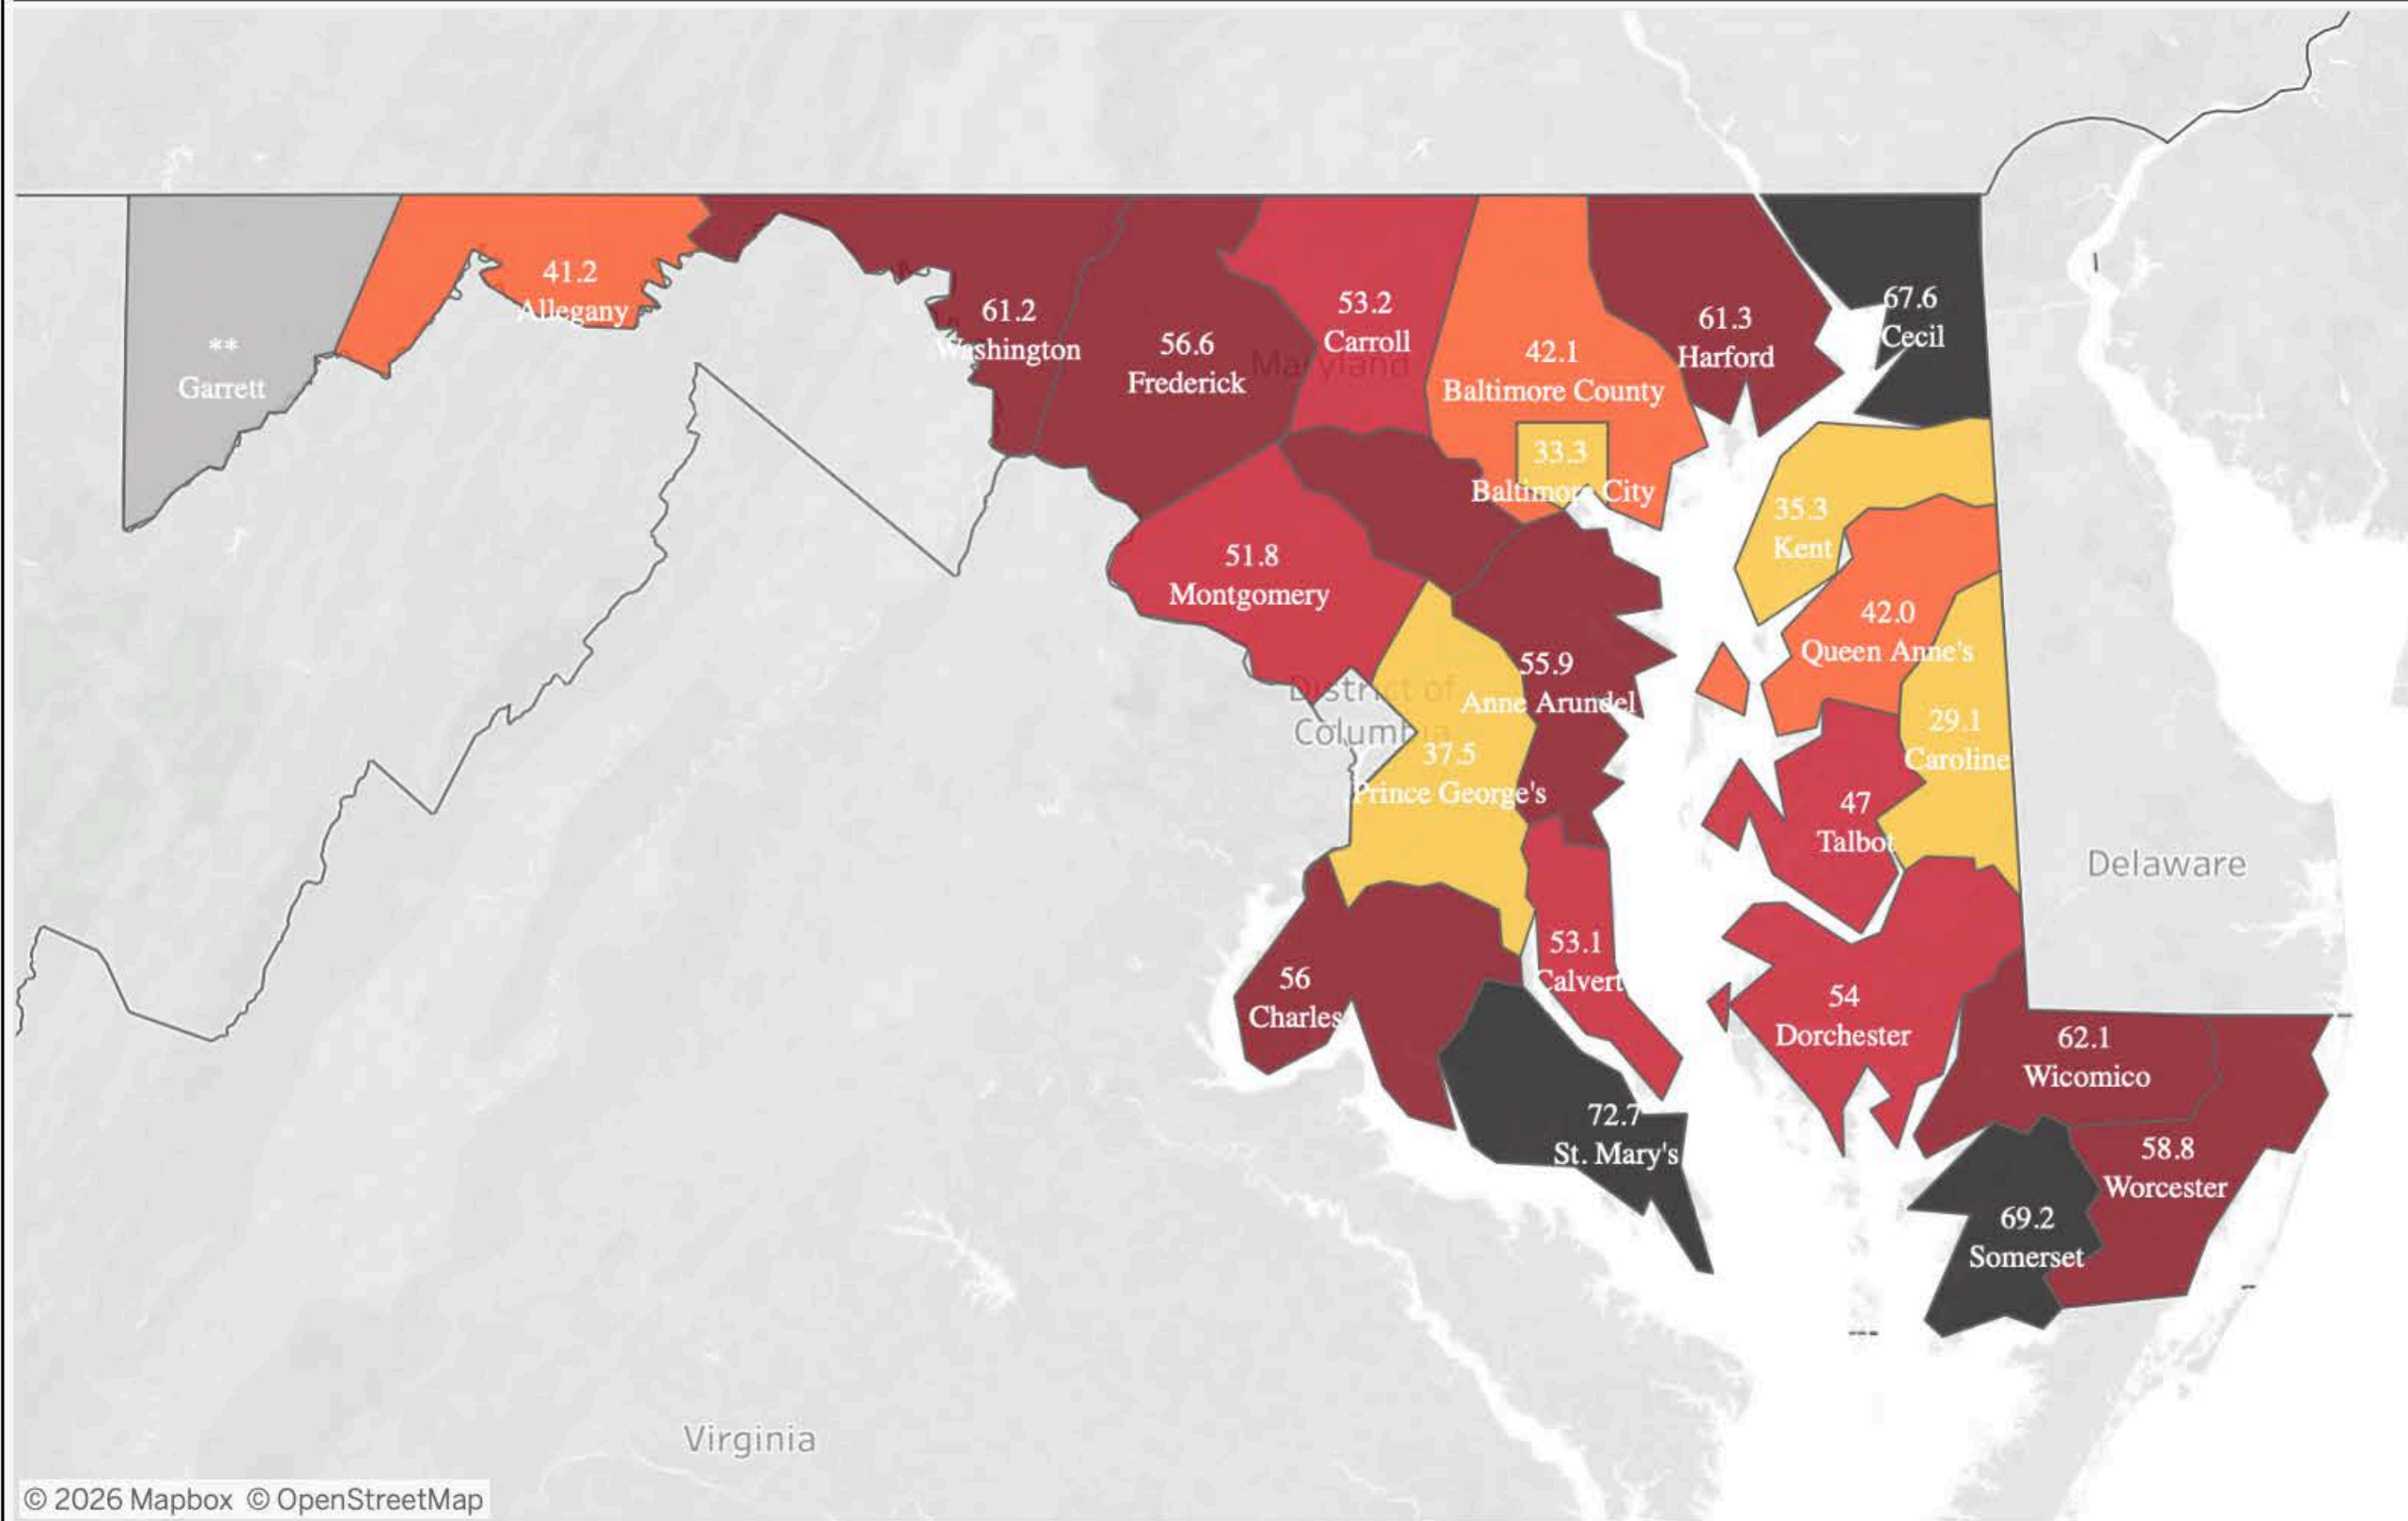 41.2
Allegany
**
Garrett
61.2
Washington
56.6
Frederick
53.2
Carroll
Maryland
42.1
Baltimore County
33.3
Baltimore City
61.3
Harford
67.6
Cecil
35.3
Kent
51.8
Montgomery
42.0
Queen Anne's
55.9
Anne Arundel
District of
Columbia
37.5
Prince George's
29.1
Caroline
47
Talbot
Delaware
53.1
Calvert
56
Charles
54
Dorchester
62.1
Wicomico
72.7
St. Mary's
58.8
Worcester
69.2
Somerset
Virginia
© 2026 Mapbox © OpenStreetMap